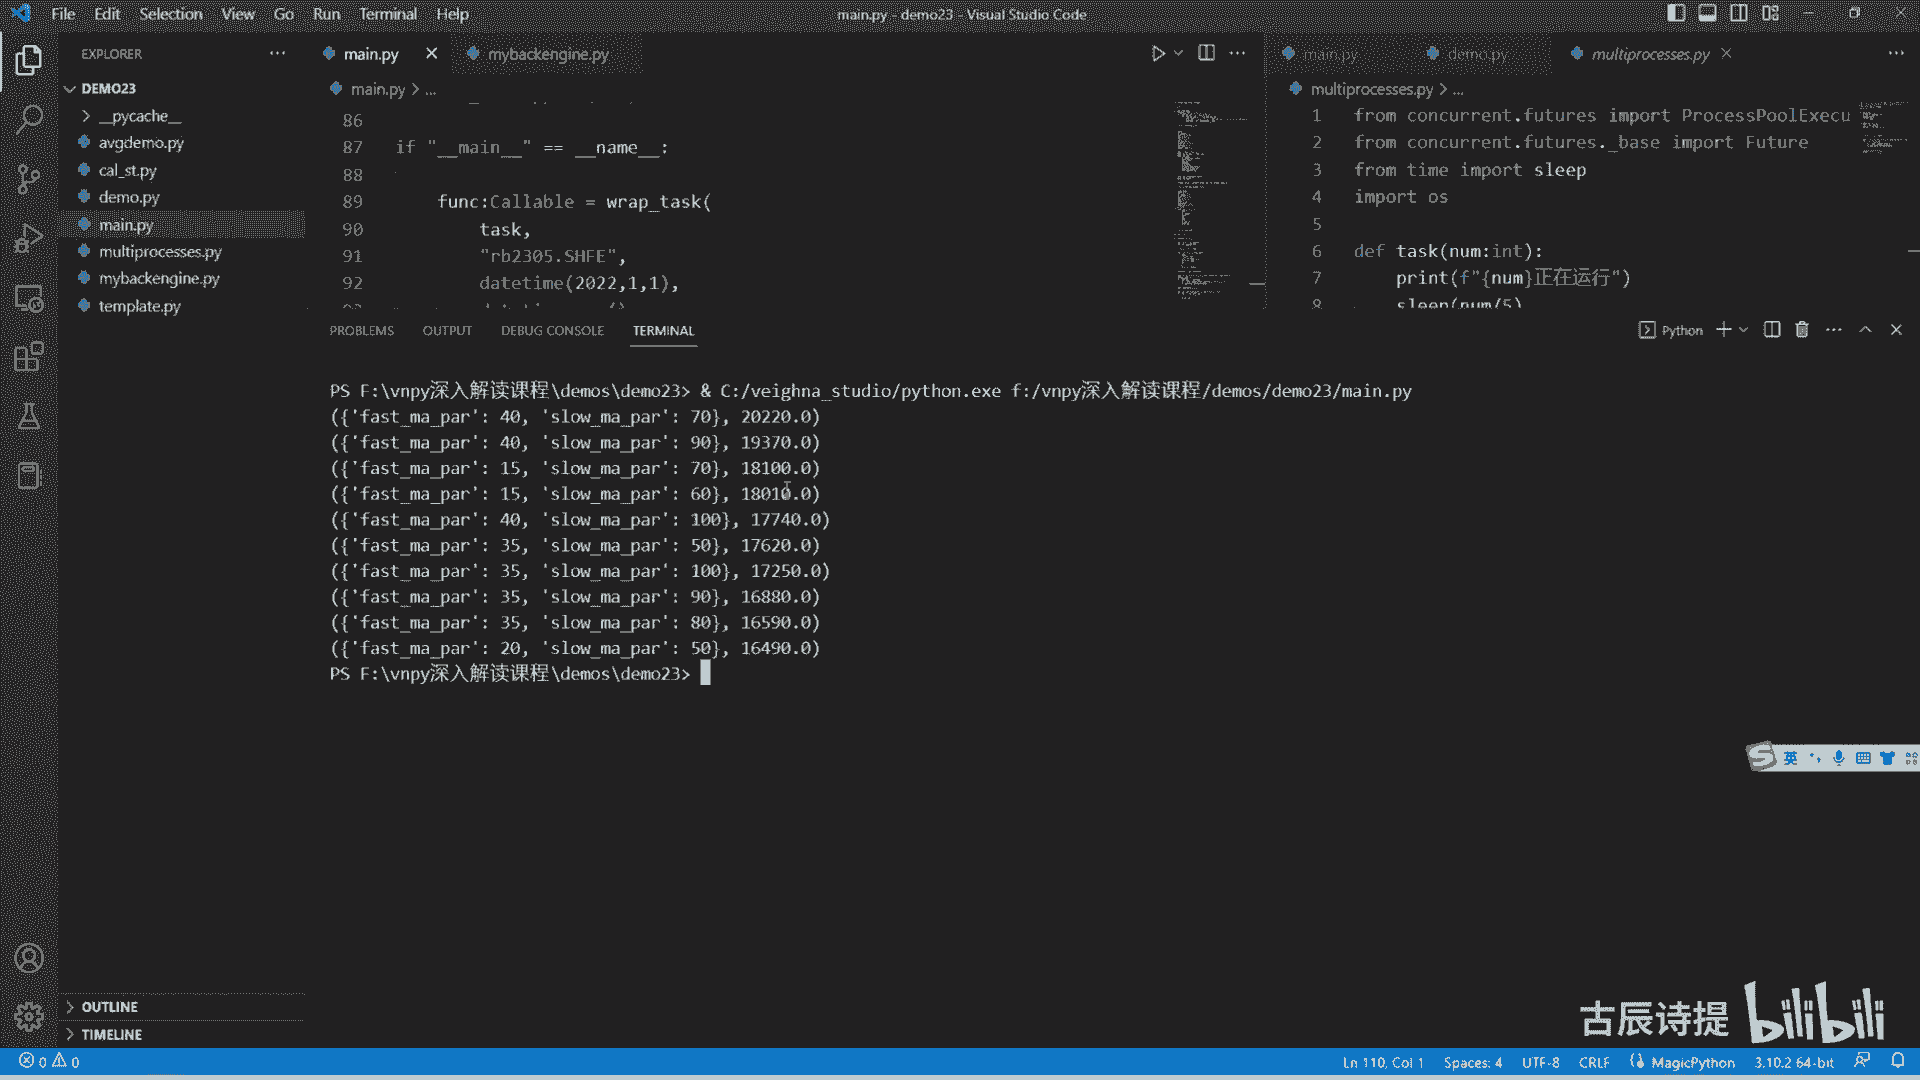 File Edit Selection View Go Run Terminal Help
main.py - demo23 - Visual Studio Code
EXPLORER
DEMO23
__pycache__
avgdemo.py
cal_st.py
demo.py
main.py
multiprocesses.py
mybackengine.py
template.py
OUTLINE
TIMELINE
main.py mybackengine.py
main.py > ...
86
87 if "__main__" == __name__:
88
89 func:Callable = wrap_task(
90 task,
91 "rb2305.SHFE",
92 datetime(2022,1,1),
main.py demo.py multiprocesses.py
multiprocesses.py > ...
1 from concurrent.futures import ProcessPoolExecu
2 from concurrent.futures._base import Future
3 from time import sleep
4 import os
5
6 def task(num:int):
7 print(f"{num}正在运行")
8 sleep(num/5)
PROBLEMS OUTPUT DEBUG CONSOLE TERMINAL
Python
PS F:\vnpy深入解读课程\demos\demo23> & C:/veighna_studio/python.exe f:/vnpy深入解读课程/demos/demo23/main.py
({'fast_ma_par': 40, 'slow_ma_par': 70}, 20220.0)
({'fast_ma_par': 40, 'slow_ma_par': 90}, 19370.0)
({'fast_ma_par': 15, 'slow_ma_par': 70}, 18100.0)
({'fast_ma_par': 15, 'slow_ma_par': 60}, 18010.0)
({'fast_ma_par': 40, 'slow_ma_par': 100}, 17740.0)
({'fast_ma_par': 35, 'slow_ma_par': 50}, 17620.0)
({'fast_ma_par': 35, 'slow_ma_par': 100}, 17250.0)
({'fast_ma_par': 35, 'slow_ma_par': 90}, 16880.0)
({'fast_ma_par': 35, 'slow_ma_par': 80}, 16590.0)
({'fast_ma_par': 20, 'slow_ma_par': 50}, 16490.0)
PS F:\vnpy深入解读课程\demos\demo23>
英
古辰诗提 bilibili
0 0
Ln 110, Col 1 Spaces: 4 UTF-8 CRLF MagicPython 3.10.2 64-bit